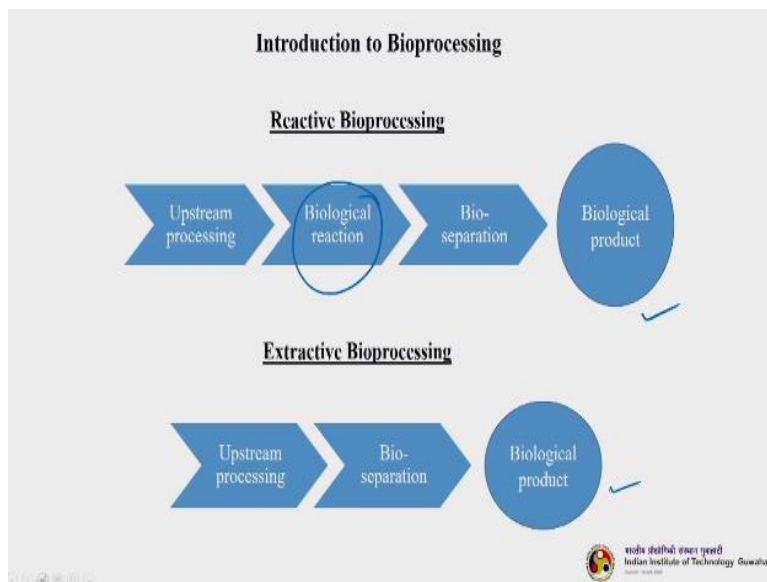 Introduction to Bioprocessing
Reactive Bioprocessing
Upstream
processing
Biological
reaction
Bio-
separation
Biological
product
Extractive Bioprocessing
Upstream
processing
Bio-
separation
Biological
product
भारतीय प्रौद्योगिकी संस्थान गुवाहाटी
Indian Institute of Technology Guwaha